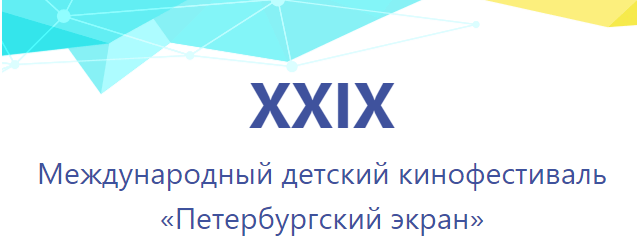 XXIX
Международный детский кинофестиваль
«Петербургский экран»